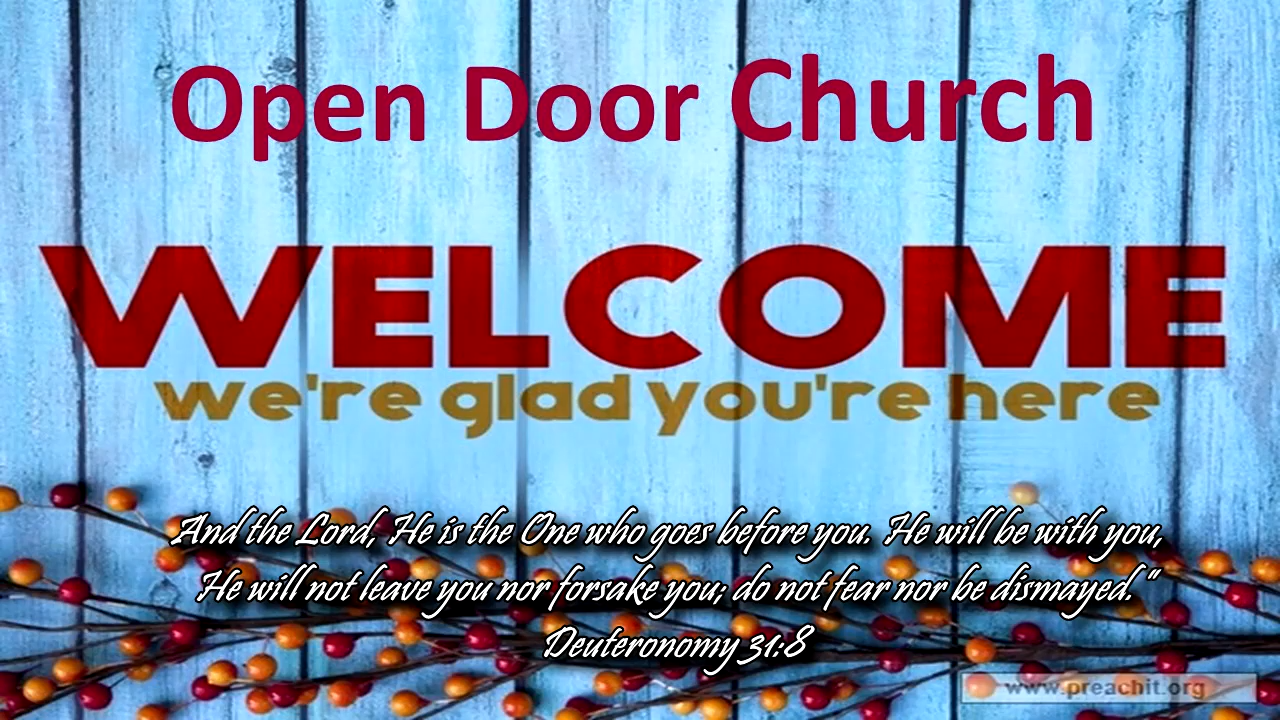 Open Door Church
WELCOME
we're glad you're here
And the Lord, He is the One who goes before you.  He will be with you,
He will not leave you nor forsake you; do not fear nor be dismayed."
Deuteronomy 31:8
www.preachit.org